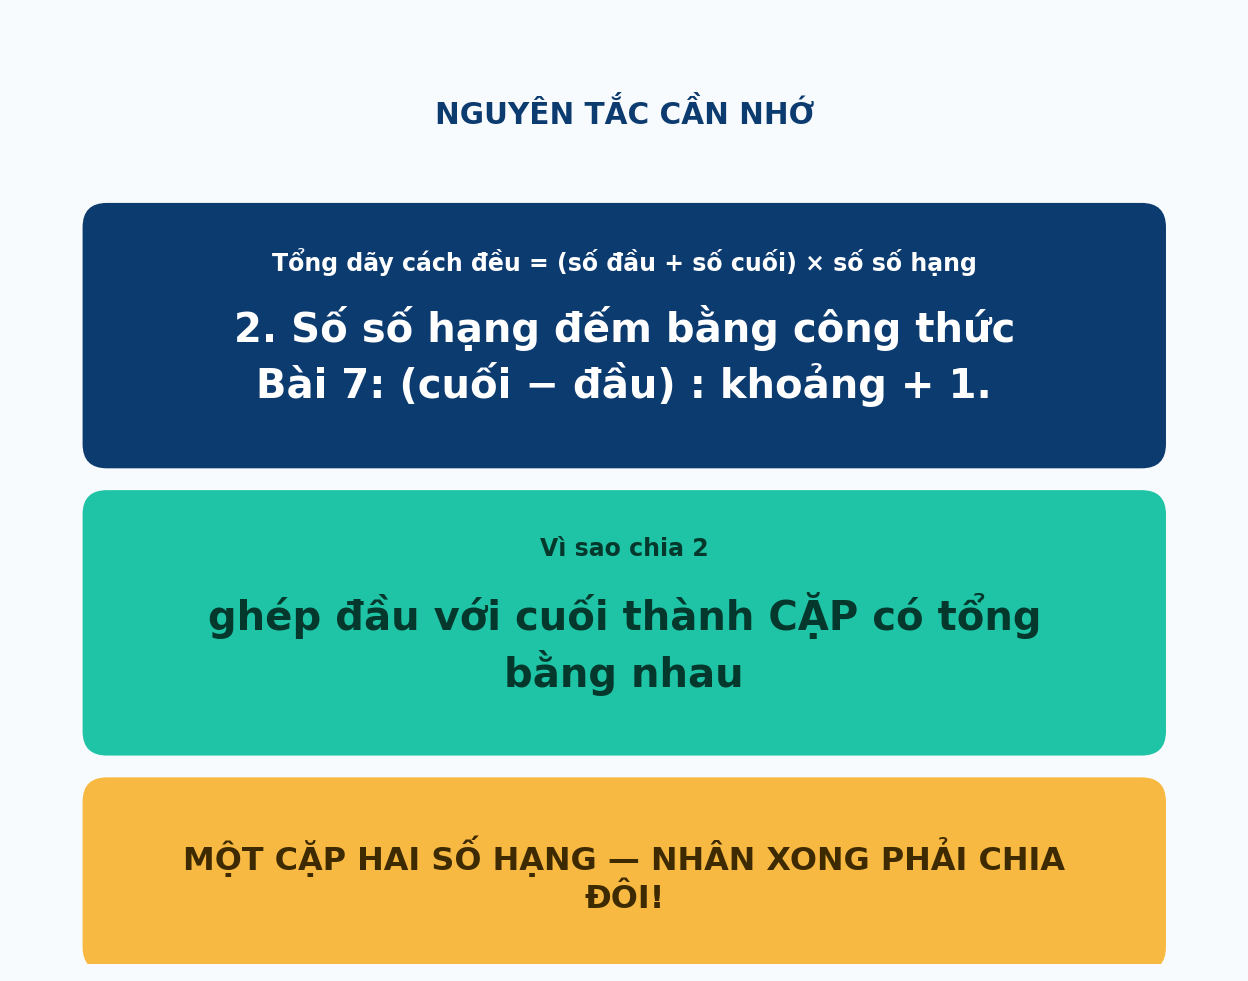 NGUYÊN TẮC CẦN NHỚ
Tổng dãy cách đều = (số đầu + số cuối) × số số hạng
2. Số số hạng đếm bằng công thức
Bài 7: (cuối − đầu) : khoảng + 1.
Vì sao chia 2
ghép đầu với cuối thành CẶP có tổng
bằng nhau
MỘT CẶP HAI SỐ HẠNG — NHÂN XONG PHẢI CHIA
ĐÔI!